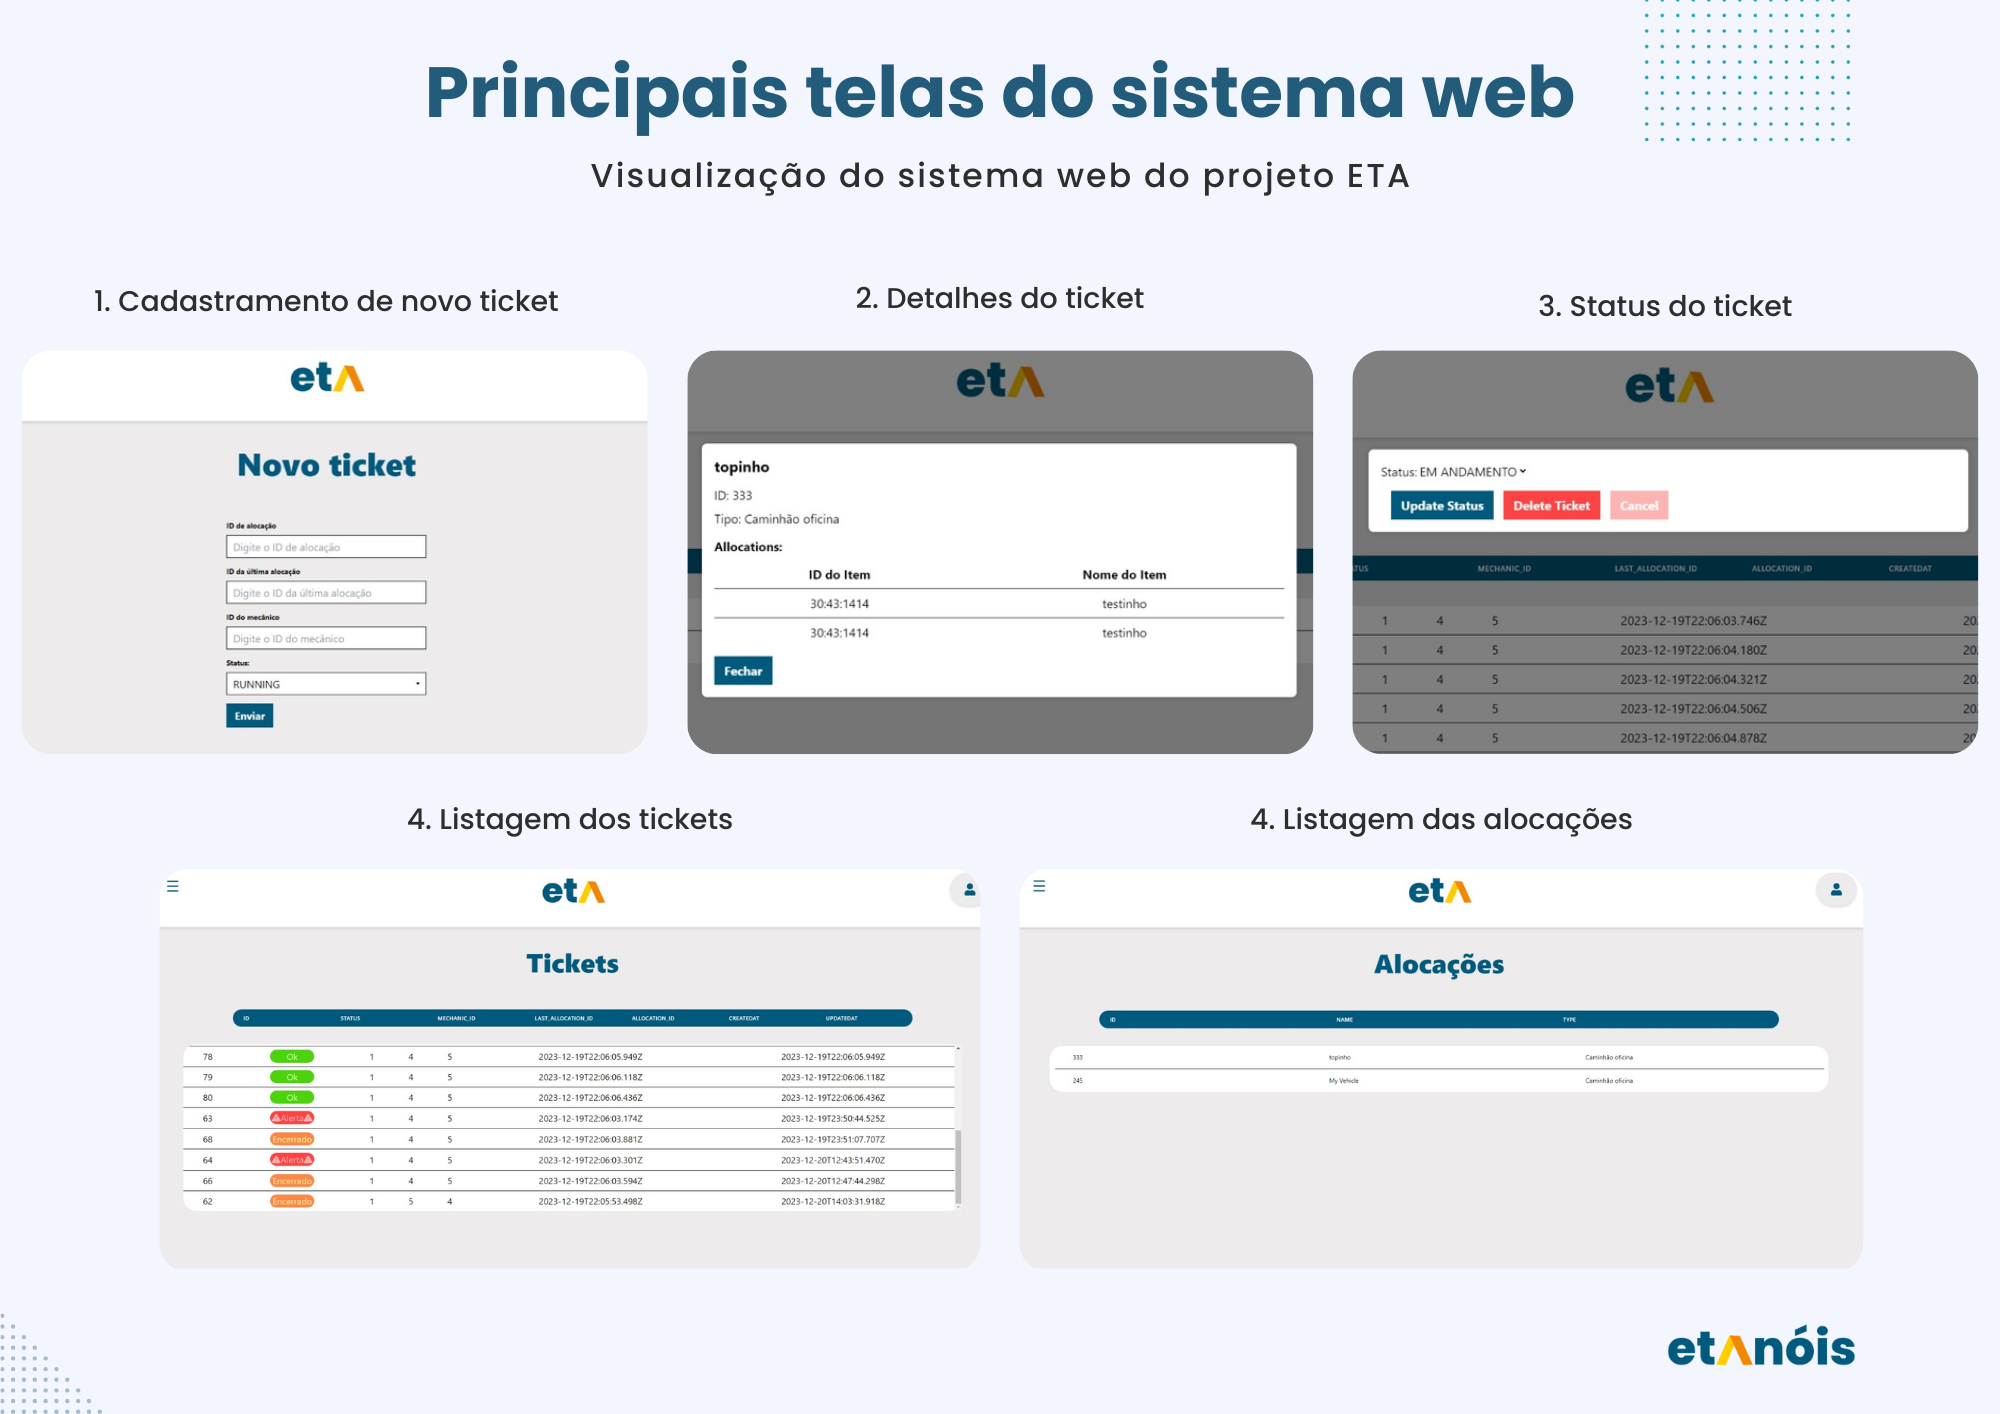 Principais telas do sistema web
Visualização do sistema web do projeto ETA
1. Cadastramento de novo ticket
etA
Novo ticket
ID de alocação
Digite o ID de alocação
ID da última alocação
Digite o ID da última alocação
ID do mecânico
Digite o ID do mecânico
Status:
RUNNING
Enviar
2. Detalhes do ticket
etA
topinho
ID: 333
Tipo: Caminhão oficina
Allocations:
ID do Item Nome do Item
30:43:1414 testinho
30:43:1414 testinho
Fechar
3. Status do ticket
etA
Status: EM ANDAMENTO
Update Status Delete Ticket Cancel
TUS MECHANIC_ID LAST_ALLOCATION_ID ALLOCATION_ID CREATEDAT
1 4 5 2023-12-19T22:06:03.746Z 20
1 4 5 2023-12-19T22:06:04.180Z 20
1 4 5 2023-12-19T22:06:04.321Z 20
1 4 5 2023-12-19T22:06:04.506Z 20
1 4 5 2023-12-19T22:06:04.878Z 20
4. Listagem dos tickets
etA
Tickets
ID STATUS MECHANIC_ID LAST_ALLOCATION_ID ALLOCATION_ID CREATEDAT UPDATEDAT
78 Ok 1 4 5 2023-12-19T22:06:05.949Z 2023-12-19T22:06:05.949Z
79 Ok 1 4 5 2023-12-19T22:06:06.118Z 2023-12-19T22:06:06.118Z
80 Ok 1 4 5 2023-12-19T22:06:06.436Z 2023-12-19T22:06:06.436Z
63 Alerta 1 4 5 2023-12-19T22:06:03.174Z 2023-12-19T23:50:44.525Z
68 Encerrado 1 4 5 2023-12-19T22:06:03.881Z 2023-12-19T23:51:07.707Z
64 Alerta 1 4 5 2023-12-19T22:06:03.301Z 2023-12-20T12:43:51.470Z
66 Encerrado 1 4 5 2023-12-19T22:06:03.594Z 2023-12-20T12:47:44.298Z
62 Encerrado 1 5 4 2023-12-19T22:05:53.498Z 2023-12-20T14:03:31.918Z
4. Listagem das alocações
etA
Alocações
ID NAME TYPE
333 topinho Caminhão oficina
245 My Vehicle Caminhão oficina
etAnóis